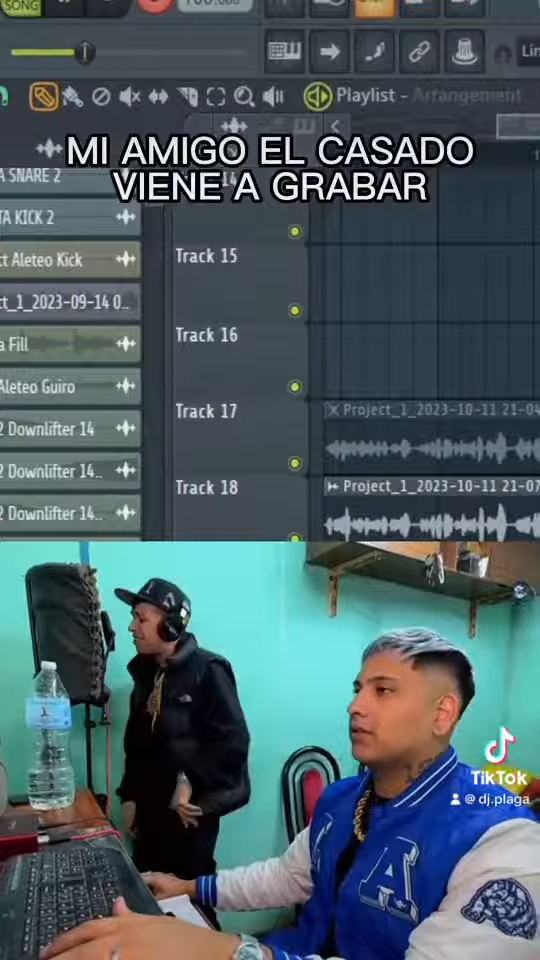 SONG
Playlist - Arrangement
MI AMIGO EL CASADO
VIENE A GRABAR
A SNARE 2
TA KICK 2
ct Aleteo Kick
ct_1_2023-09-14 0..
a Fill
Aleteo Guiro
2 Downlifter 14
2 Downlifter 14..
2 Downlifter 14..
14
Track 15
Track 16
Track 17
Track 18
Project_1_2023-10-11 21-04
Project_1_2023-10-11 21-07
Lin
A
TikTok
@ dj.plaga